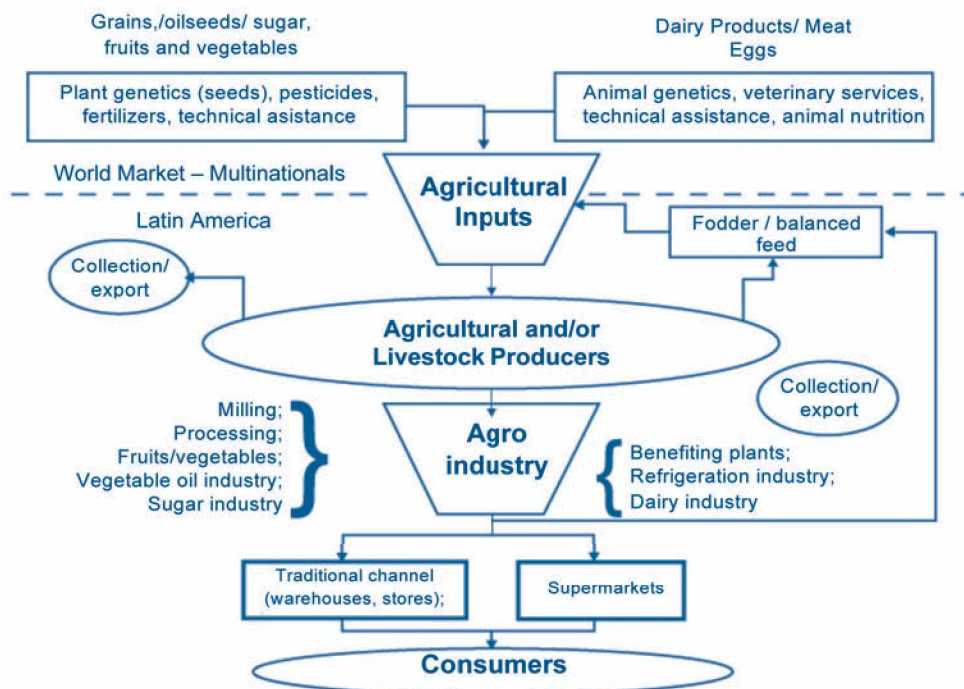 Grains,/oilseeds/ sugar,
fruits and vegetables
Dairy Products/ Meat
Eggs
Plant genetics (seeds), pesticides,
fertilizers, technical asistance
Animal genetics, veterinary services,
technical assistance, animal nutrition
World Market – Multinationals
Agricultural
Inputs
Latin America
Fodder / balanced
feed
Collection/
export
Agricultural and/or
Livestock Producers
Collection/
export
Milling;
Processing;
Fruits/vegetables;
Vegetable oil industry;
Sugar industry
Agro
industry
Benefiting plants;
Refrigeration industry;
Dairy industry
Traditional channel
(warehouses, stores);
Supermarkets
Consumers